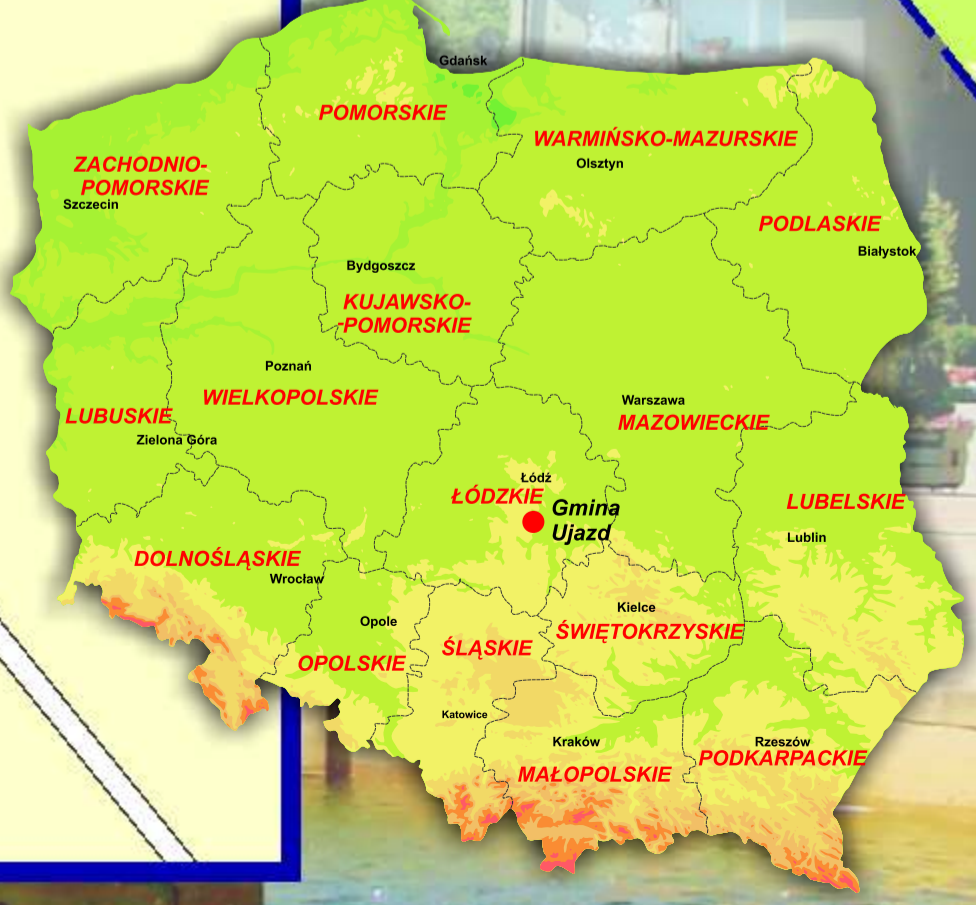 Gdańsk
POMORSKIE
WARMIŃSKO-MAZURSKIE
Olsztyn
ZACHODNIO-
POMORSKIE
Szczecin
PODLASKIE
Białystok
Bydgoszcz
KUJAWSKO-
-POMORSKIE
Poznań
WIELKOPOLSKIE
Warszawa
MAZOWIECKIE
LUBUSKIE
Zielona Góra
Łódź
ŁÓDZKIE
Gmina
Ujazd
LUBELSKIE
Lublin
DOLNOŚLĄSKIE
Wrocław
Opole
OPOLSKIE
Kielce
ŚWIĘTOKRZYSKIE
ŚLĄSKIE
Katowice
Kraków
MAŁOPOLSKIE
Rzeszów
PODKARPACKIE